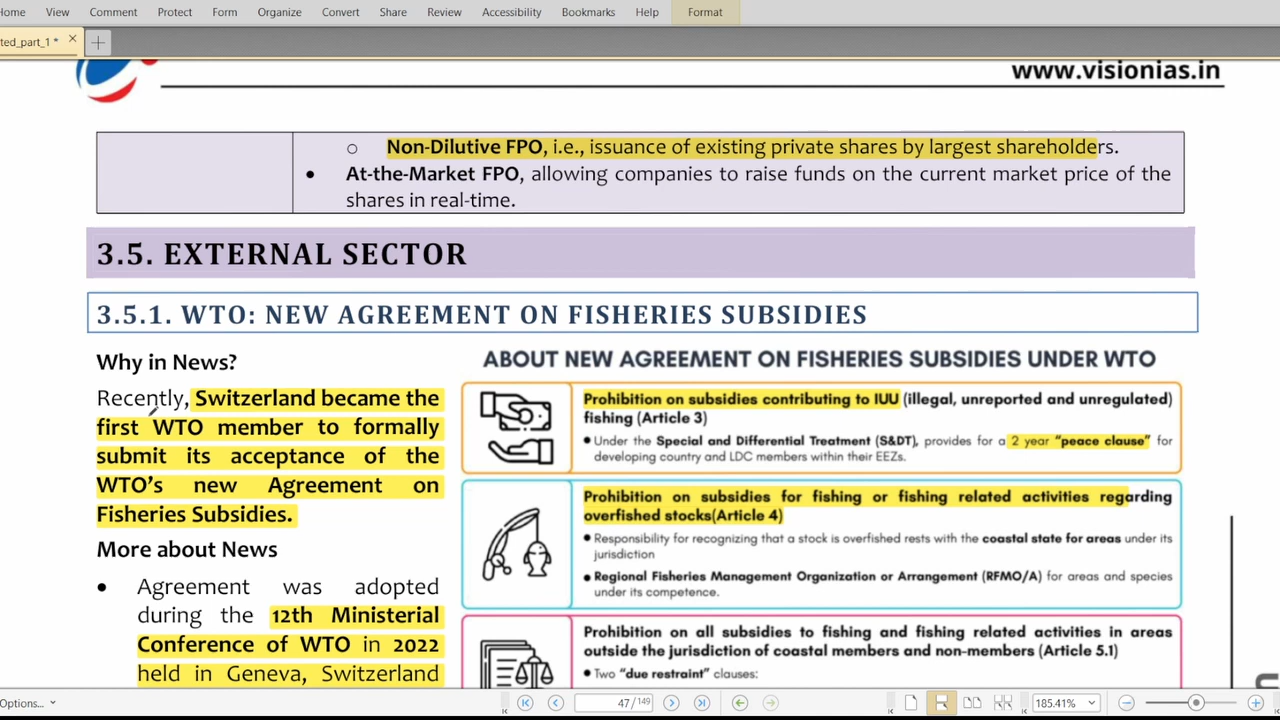 Home View Comment Protect Form Organize Convert Share Review Accessibility Bookmarks Help Format
ted_part_1 *
www.visionias.in
Non-Dilutive FPO, i.e., issuance of existing private shares by largest shareholders.
At-the-Market FPO, allowing companies to raise funds on the current market price of the
shares in real-time.
3.5. EXTERNAL SECTOR
3.5.1. WTO: NEW AGREEMENT ON FISHERIES SUBSIDIES
Why in News?
Recently, Switzerland became the
first WTO member to formally
submit its acceptance of the
WTO's new Agreement on
Fisheries Subsidies.
More about News
• Agreement was adopted
during the 12th Ministerial
Conference of WTO in 2022
held in Geneva, Switzerland
ABOUT NEW AGREEMENT ON FISHERIES SUBSIDIES UNDER WTO
Prohibition on subsidies contributing to IUU (illegal, unreported and unregulated)
fishing (Article 3)
• Under the Special and Differential Treatment (S&DT), provides for a 2 year "peace clause" for
developing country and LDC members within their EEZs.
Prohibition on subsidies for fishing or fishing related activities regarding
overfished stocks(Article 4)
• Responsibility for recognizing that a stock is overfished rests with the coastal state for areas under its
jurisdiction
• Regional Fisheries Management Organization or Arrangement (RFMO/A) for areas and species
under its competence.
Prohibition on all subsidies to fishing and fishing related activities in areas
outside the jurisdiction of coastal members and non-members (Article 5.1)
• Two "due restraint" clauses:
Options...
47 / 149
185.41%